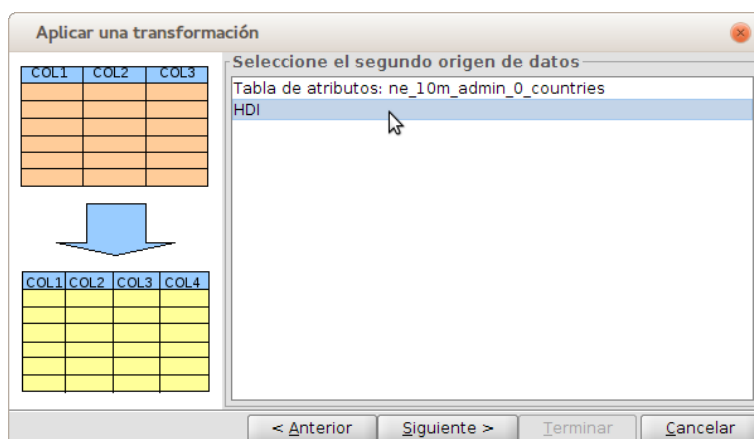 Aplicar una transformación
Seleccione el segundo origen de datos
COL1 COL2 COL3
Tabla de atributos: ne_10m_admin_0_countries
HDI
COL1 COL2 COL3 COL4
< Anterior Siguiente > Terminar Cancelar